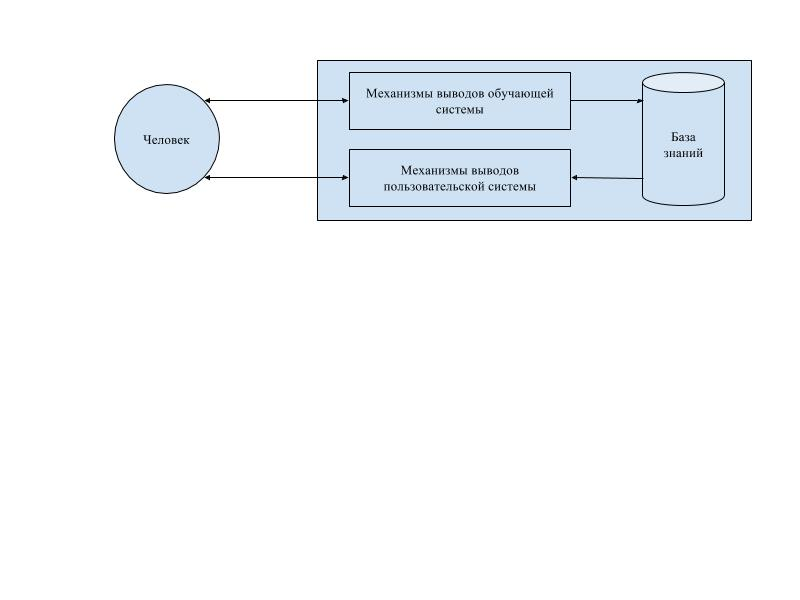 Человек
Механизмы выводов обучающей
системы
Механизмы выводов
пользовательской системы
База
знаний